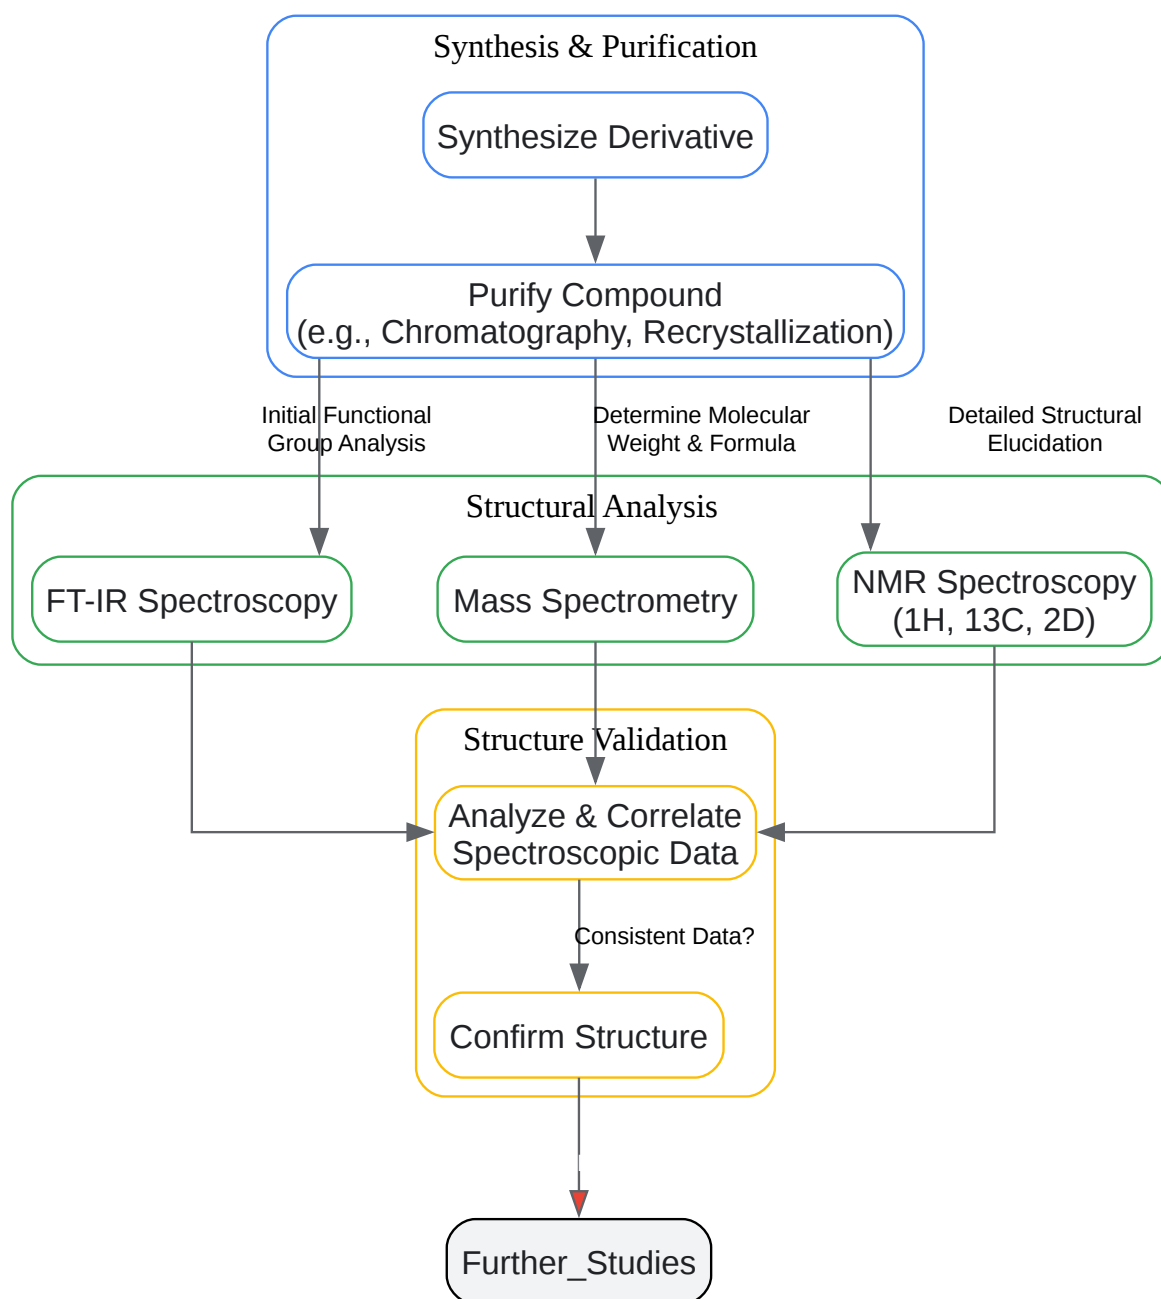 Synthesis & Purification
Synthesize Derivative
Purify Compound
(e.g., Chromatography, Recrystallization)
Initial Functional
Group Analysis
Determine Molecular
Weight & Formula
Detailed Structural
Elucidation
Structural Analysis
FT-IR Spectroscopy
Mass Spectrometry
NMR Spectroscopy
(1H, 13C, 2D)
Structure Validation
Analyze & Correlate
Spectroscopic Data
Consistent Data?
Confirm Structure
Further_Studies